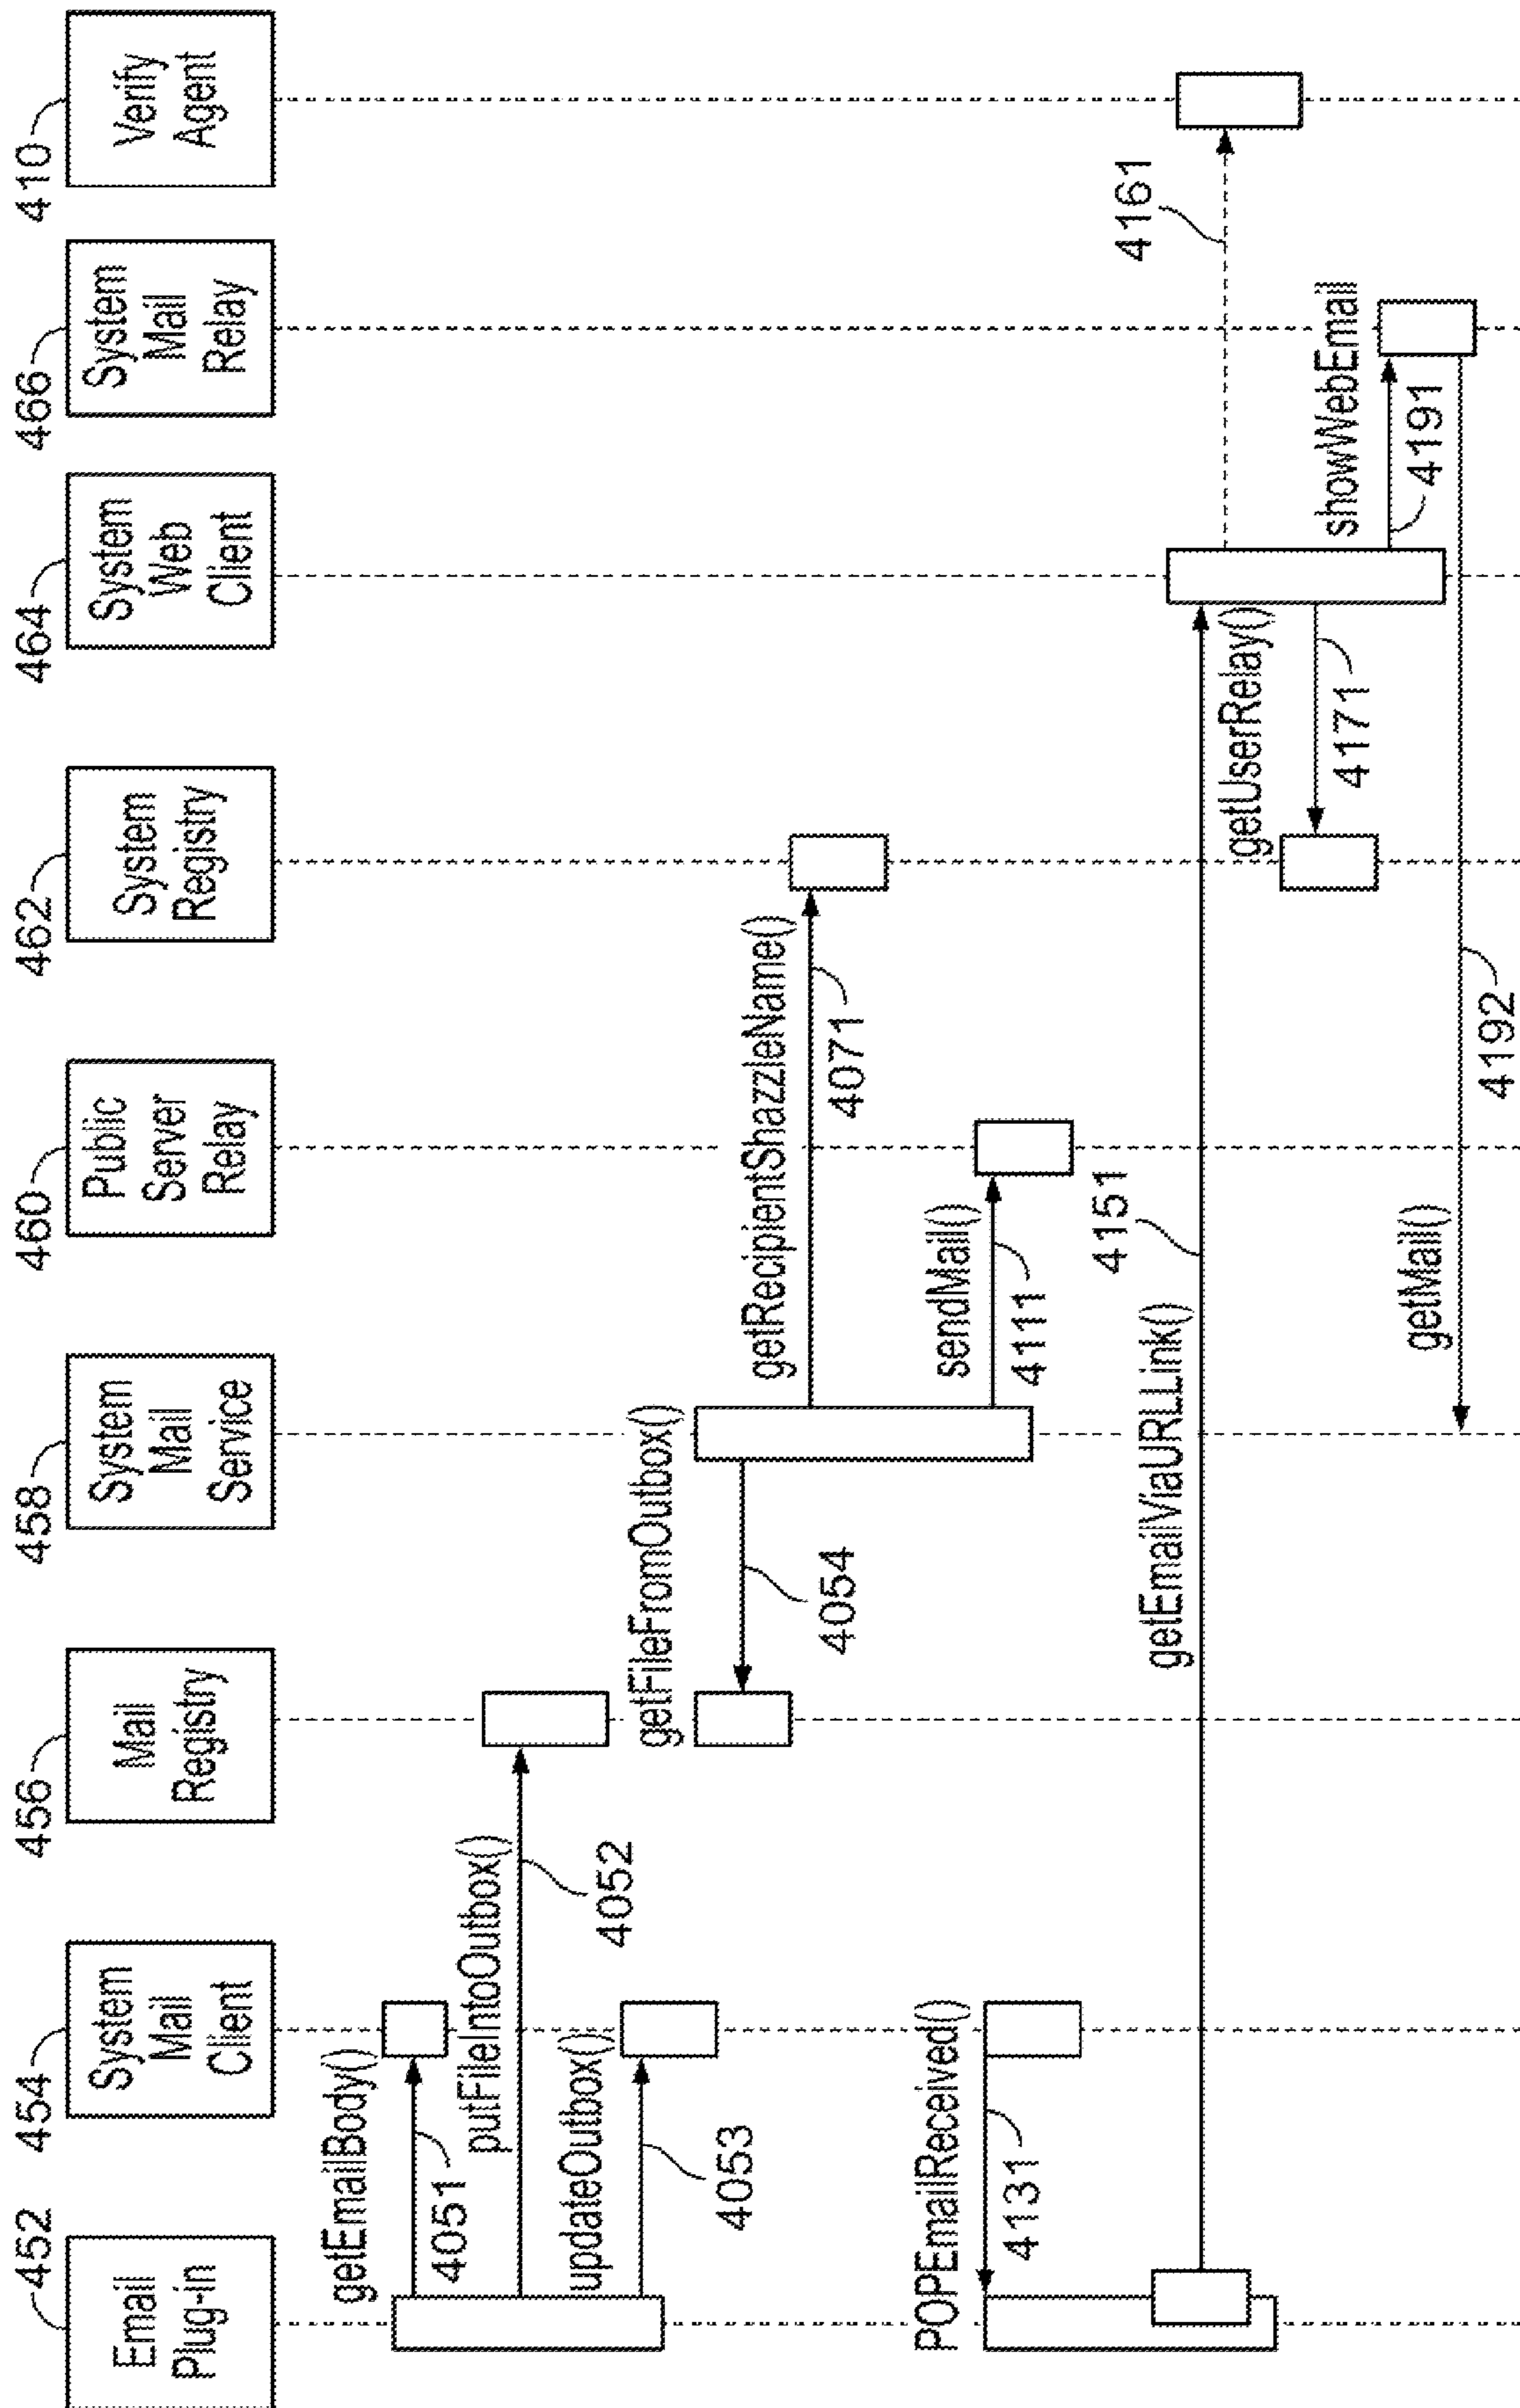 452
Email
Plug-in
454
System
Mail
Client
456
Mail
Registry
458
System
Mail
Service
460
Public
Server
Relay
462
System
Registry
464
System
Web
Client
466
System
Mail
Relay
410
Verify
Agent
getEmailBody()
4051
putFileIntoOutbox()
4052
updateOutbox()
4053
getFileFromOutbox()
4054
getRecipientShazzleName()
4071
sendMail()
4111
POPEmailReceived()
4131
getEmailViaURLLink()
4151
4161
getUserRelay()
4171
showWebEmail
4191
getMail()
4192